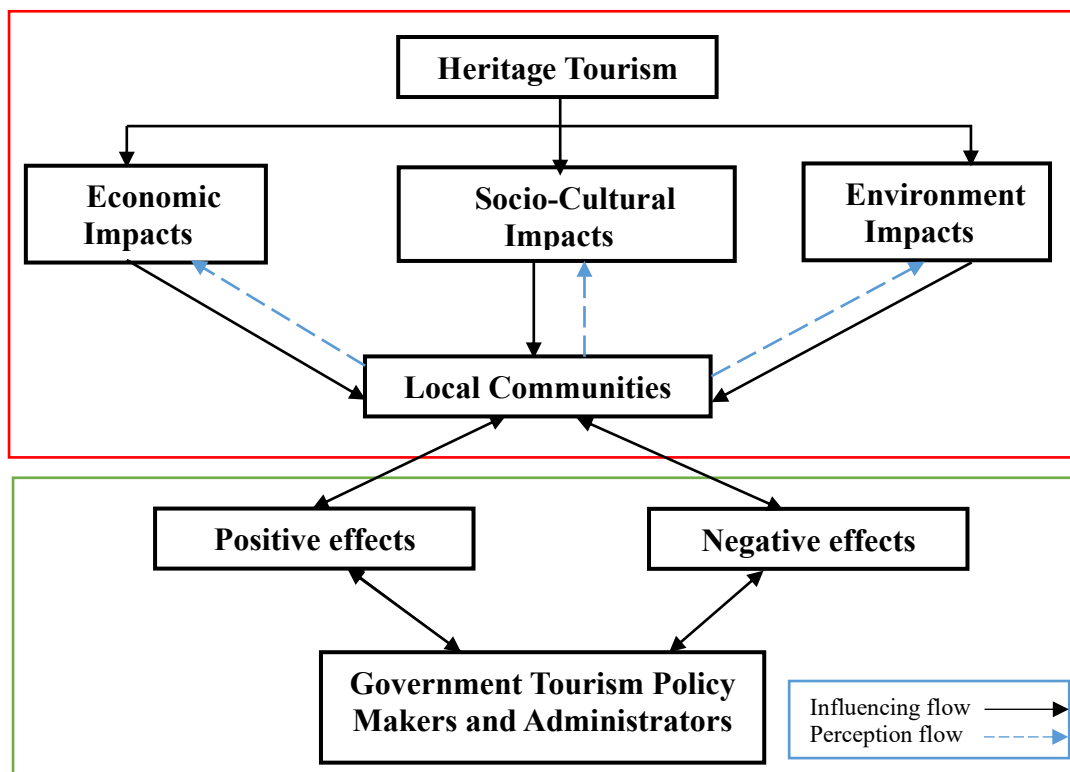 Heritage Tourism
Economic
Impacts
Socio-Cultural
Impacts
Environment
Impacts
Local Communities
Positive effects
Negative effects
Government Tourism Policy
Makers and Administrators
Influencing flow
Perception flow